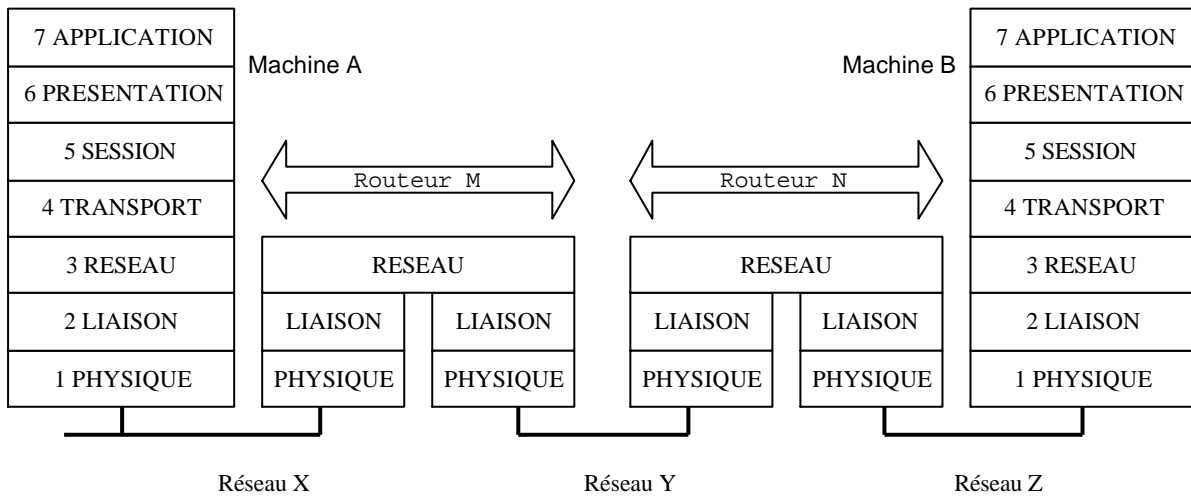 7 APPLICATION
7 APPLICATION
Machine A
Machine B
6 PRESENTATION
6 PRESENTATION
5 SESSION
5 SESSION
Routeur M
Routeur N
4 TRANSPORT
4 TRANSPORT
3 RESEAU
RESEAU
RESEAU
3 RESEAU
2 LIAISON
LIAISON
LIAISON
LIAISON
LIAISON
2 LIAISON
1 PHYSIQUE
PHYSIQUE
PHYSIQUE
PHYSIQUE
PHYSIQUE
1 PHYSIQUE
Réseau X
Réseau Y
Réseau Z